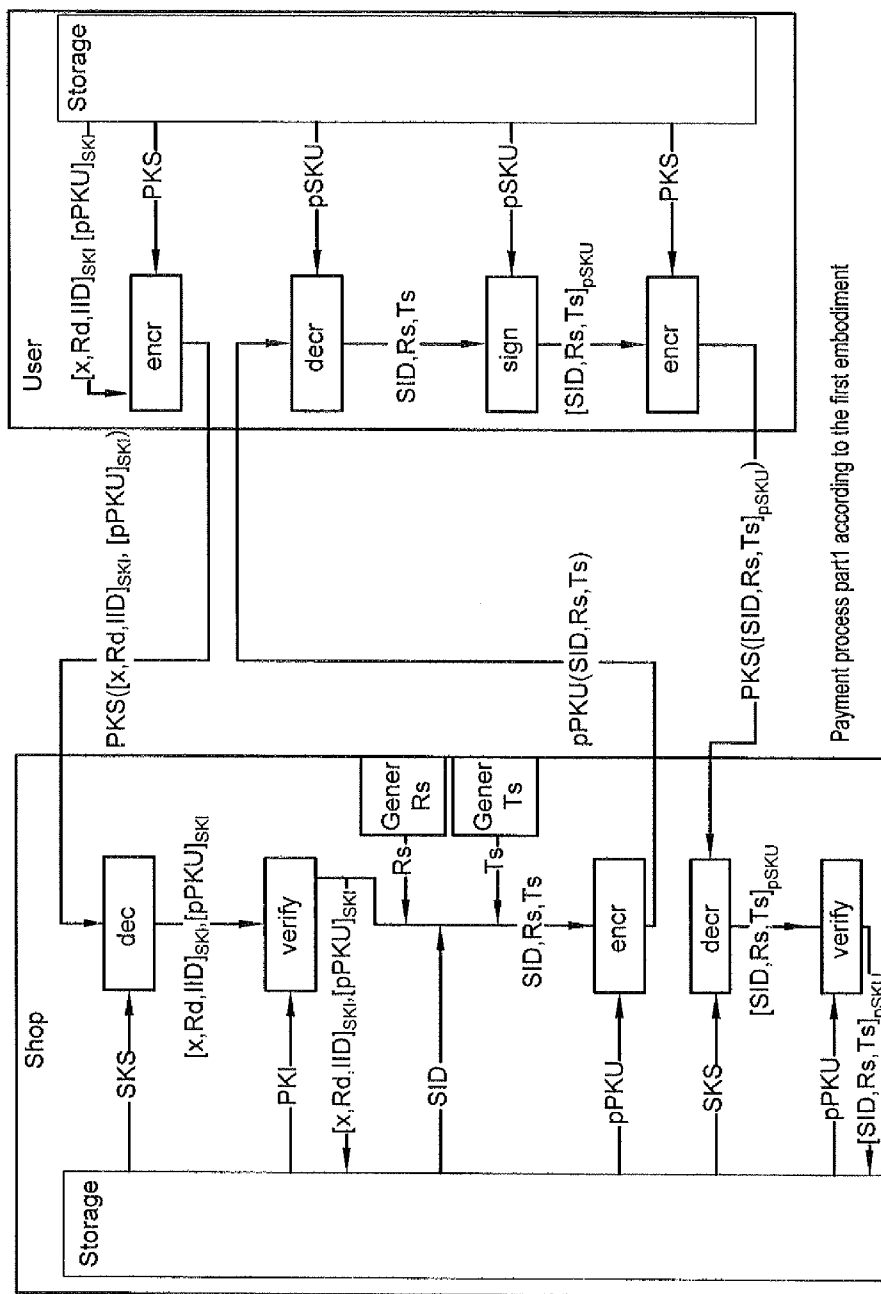 User
Storage
[x,Rd,IID]SKI [pPKU]SKI
PKS
encr
pSKU
decr
SID,Rs,Ts
pSKU
sign
[SID,Rs,Ts]pSKU
PKS
encr
PKS([x,Rd,IID]SKI, [pPKU]SKI)
pPKU(SID,Rs,Ts)
PKS([SID,Rs,Ts]pSKU)
Shop
Storage
SKS
dec
[x,Rd,IID]SKI,[pPKU]SKI
PKI
verify
[x,Rd,IID]SKI,[pPKU]SKI
Gener
Rs
Rs
Gener
Ts
Ts
SID
SID,Rs,Ts
pPKU
encr
SKS
decr
[SID,Rs,Ts]pSKU
pPKU
verify
[SID,Rs,Ts]pSKU
Payment process part1 according to the first embodiment